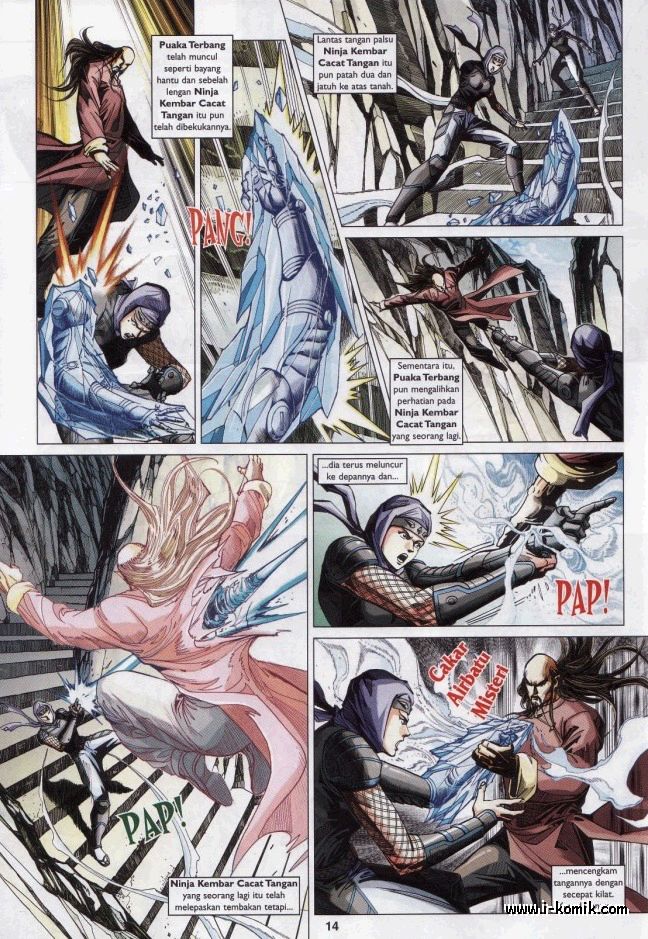 Puaka Terbang
telah muncul
seperti bayang
hantu dan sebelah
lengan Ninja
Kembar Cacat
Tangan itu pun
telah dibekukannya.
PANG!
Lantas tangan palsu
Ninja Kembar
Cacat Tangan itu
pun patah dua dan
jatuh ke atas tanah.
Sementara itu,
Puaka Terbang
pun mengalihkan
perhatian pada
Ninja Kembar
Cacat Tangan
yang seorang lagi.
PAP!
Ninja Kembar Cacat Tangan
yang seorang lagi itu telah
melepaskan tembakan tetapi...
...dia terus meluncur
ke depannya dan...
PAP!
Cakar
Airbatu
Misteri
...mencengkam
tangannya dengan
secepat kilat.
www.i-komik.com
14